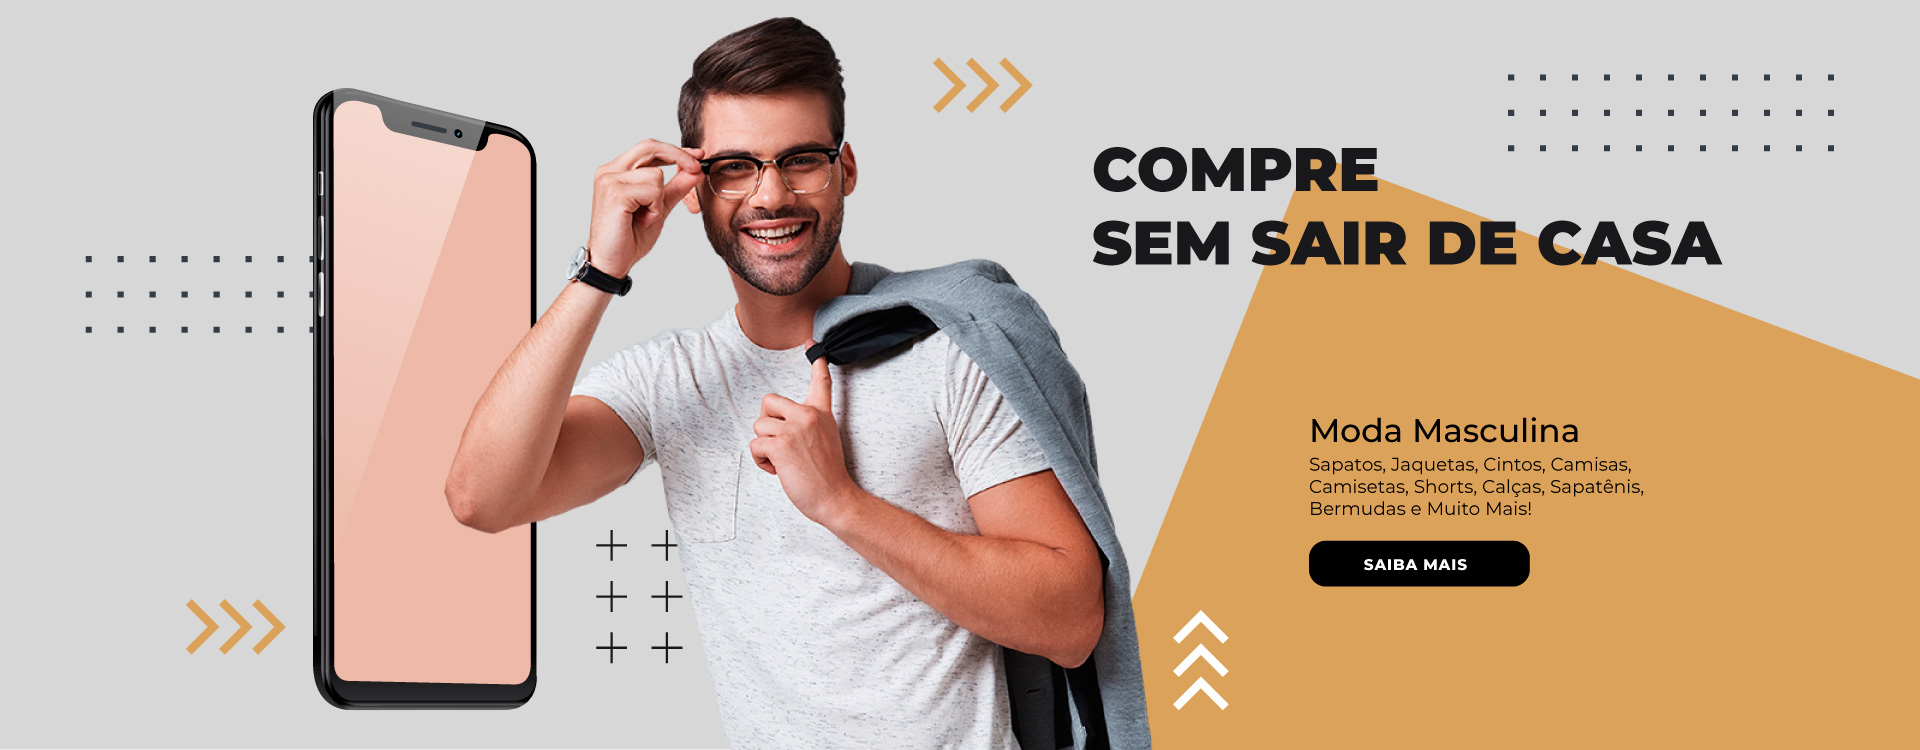 COMPRE
SEM SAIR DE CASA
Moda Masculina
Sapatos, Jaquetas, Cintos, Camisas,
Camisetas, Shorts, Calças, Sapatênis,
Bermudas e Muito Mais!
SAIBA MAIS